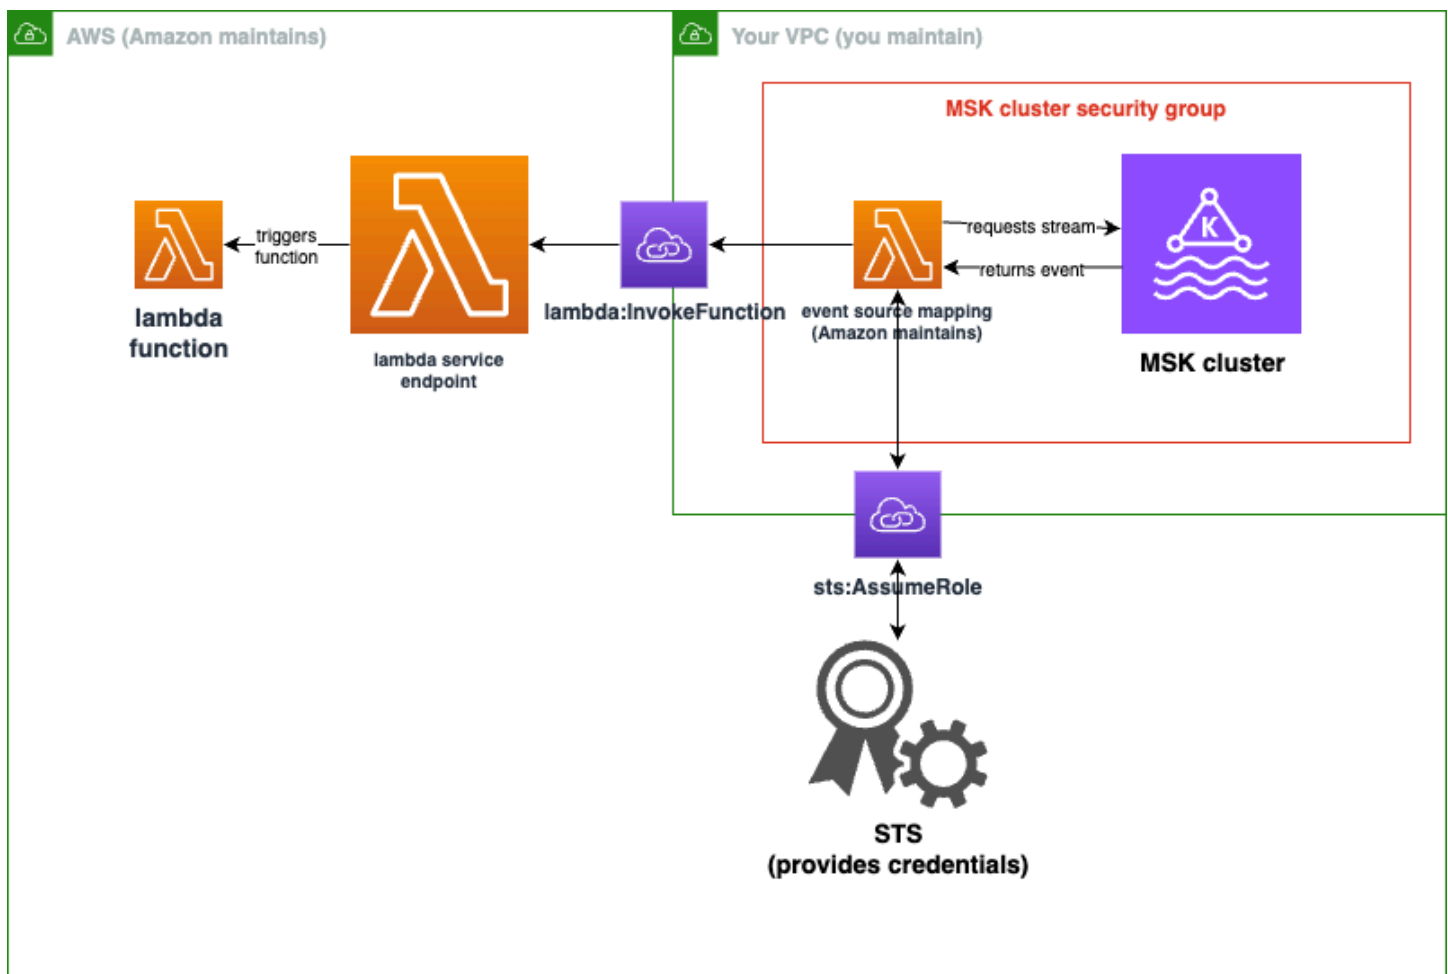 AWS (Amazon maintains)
Your VPC (you maintain)
MSK cluster security group
K
triggers
function
requests stream
returns event
lambda
function
lambda service
endpoint
lambda:InvokeFunction
event source mapping
(Amazon maintains)
MSK cluster
sts:AssumeRole
STS
(provides credentials)